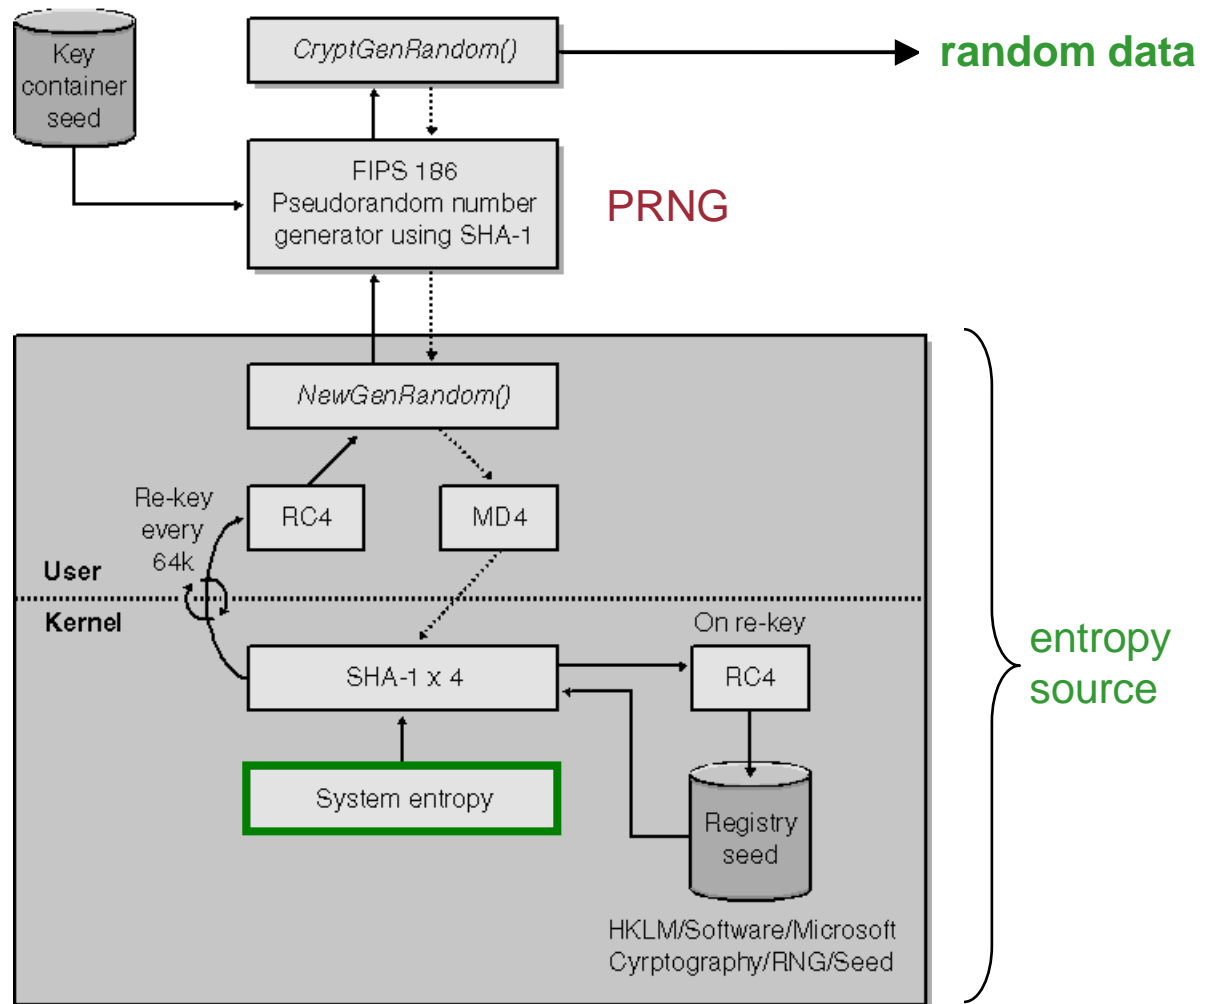 Key
container
seed
CryptGenRandom()
random data
FIPS 186
Pseudorandom number
generator using SHA-1
PRNG
NewGenRandom()
Re-key
every
64k
RC4
MD4
User
Kernel
On re-key
SHA-1 x 4
RC4
entropy
source
System entropy
Registry
seed
HKLM/Software/Microsoft
Cyrptography/RNG/Seed